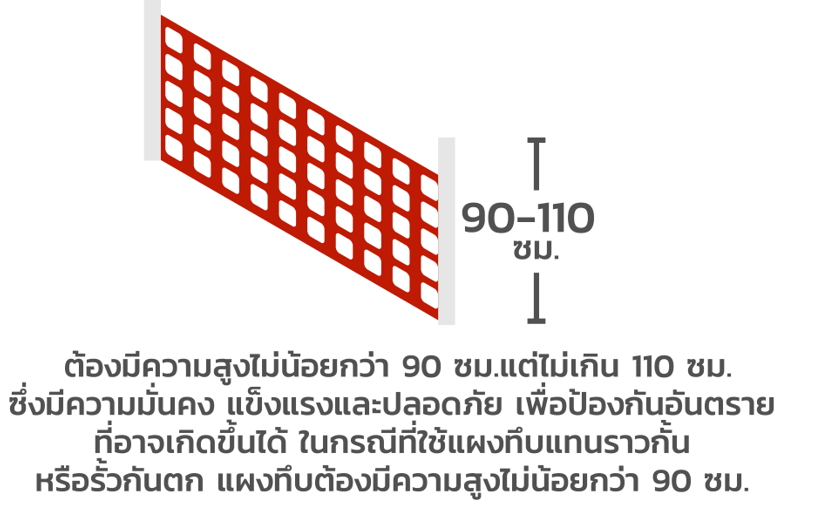 90-110
ซม.
ต้องมีความสูงไม่น้อยกว่า 90 ซม.แต่ไม่เกิน 110 ซม.
ซึ่งมีความมั่นคง แข็งแรงและปลอดภัย เพื่อป้องกันอันตราย
ที่อาจเกิดขึ้นได้ ในกรณีที่ใช้แผงทึบแทนราวกั้น
หรือรั้วกันตก แผงทึบต้องมีความสูงไม่น้อยกว่า 90 ซม.